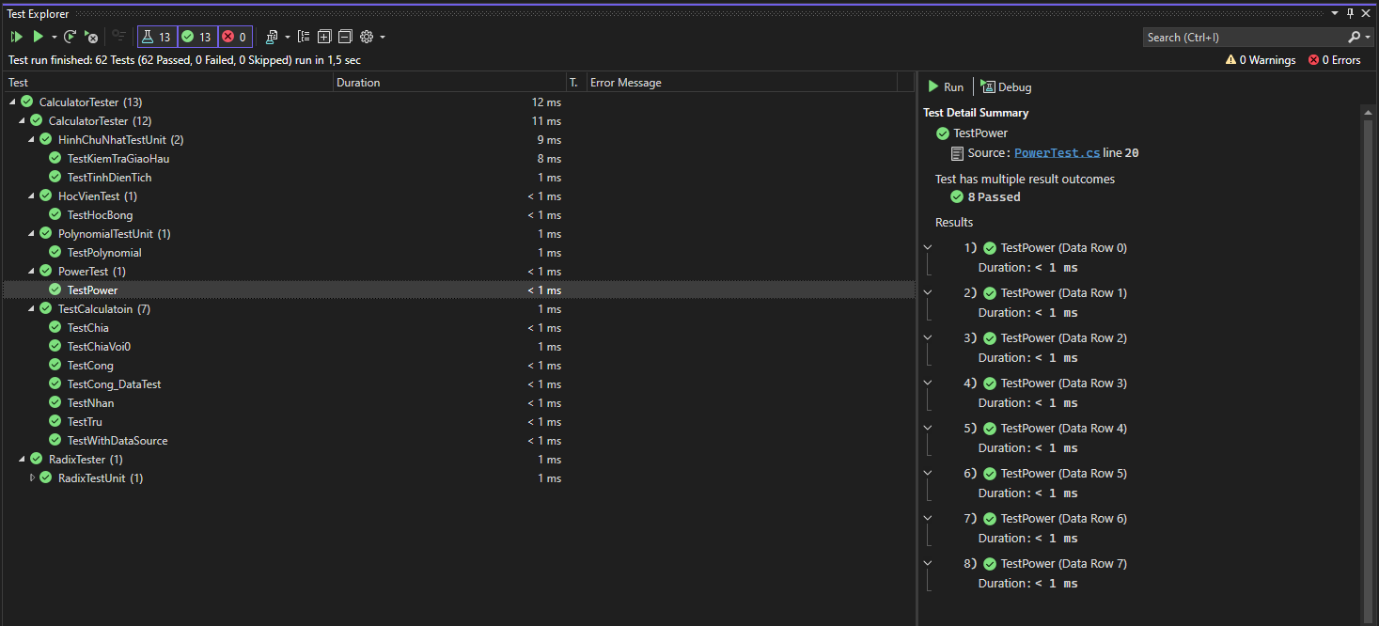 Test Explorer
13 13 0
Search (Ctrl+I)
Test run finished: 62 Tests (62 Passed, 0 Failed, 0 Skipped) run in 1,5 sec
0 Warnings 0 Errors
Test Duration T. Error Message
CalculatorTester (13) 12 ms
CalculatorTester (12) 11 ms
HinhChuNhatTestUnit (2) 9 ms
TestKiemTraGiaoHau 8 ms
TestTinhDienTich 1 ms
HocVienTest (1) < 1 ms
TestHocBong < 1 ms
PolynomialTestUnit (1) 1 ms
TestPolynomial 1 ms
PowerTest (1) < 1 ms
TestPower < 1 ms
TestCalculatoin (7) 1 ms
TestChia < 1 ms
TestChiaVoi0 1 ms
TestCong < 1 ms
TestCong_DataTest < 1 ms
TestNhan < 1 ms
TestTru < 1 ms
TestWithDataSource < 1 ms
RadixTester (1) 1 ms
RadixTestUnit (1) 1 ms
Run Debug
Test Detail Summary
TestPower
Source: PowerTest.cs line 20
Test has multiple result outcomes
8 Passed
Results
1) TestPower (Data Row 0)
Duration: < 1 ms
2) TestPower (Data Row 1)
Duration: < 1 ms
3) TestPower (Data Row 2)
Duration: < 1 ms
4) TestPower (Data Row 3)
Duration: < 1 ms
5) TestPower (Data Row 4)
Duration: < 1 ms
6) TestPower (Data Row 5)
Duration: < 1 ms
7) TestPower (Data Row 6)
Duration: < 1 ms
8) TestPower (Data Row 7)
Duration: < 1 ms